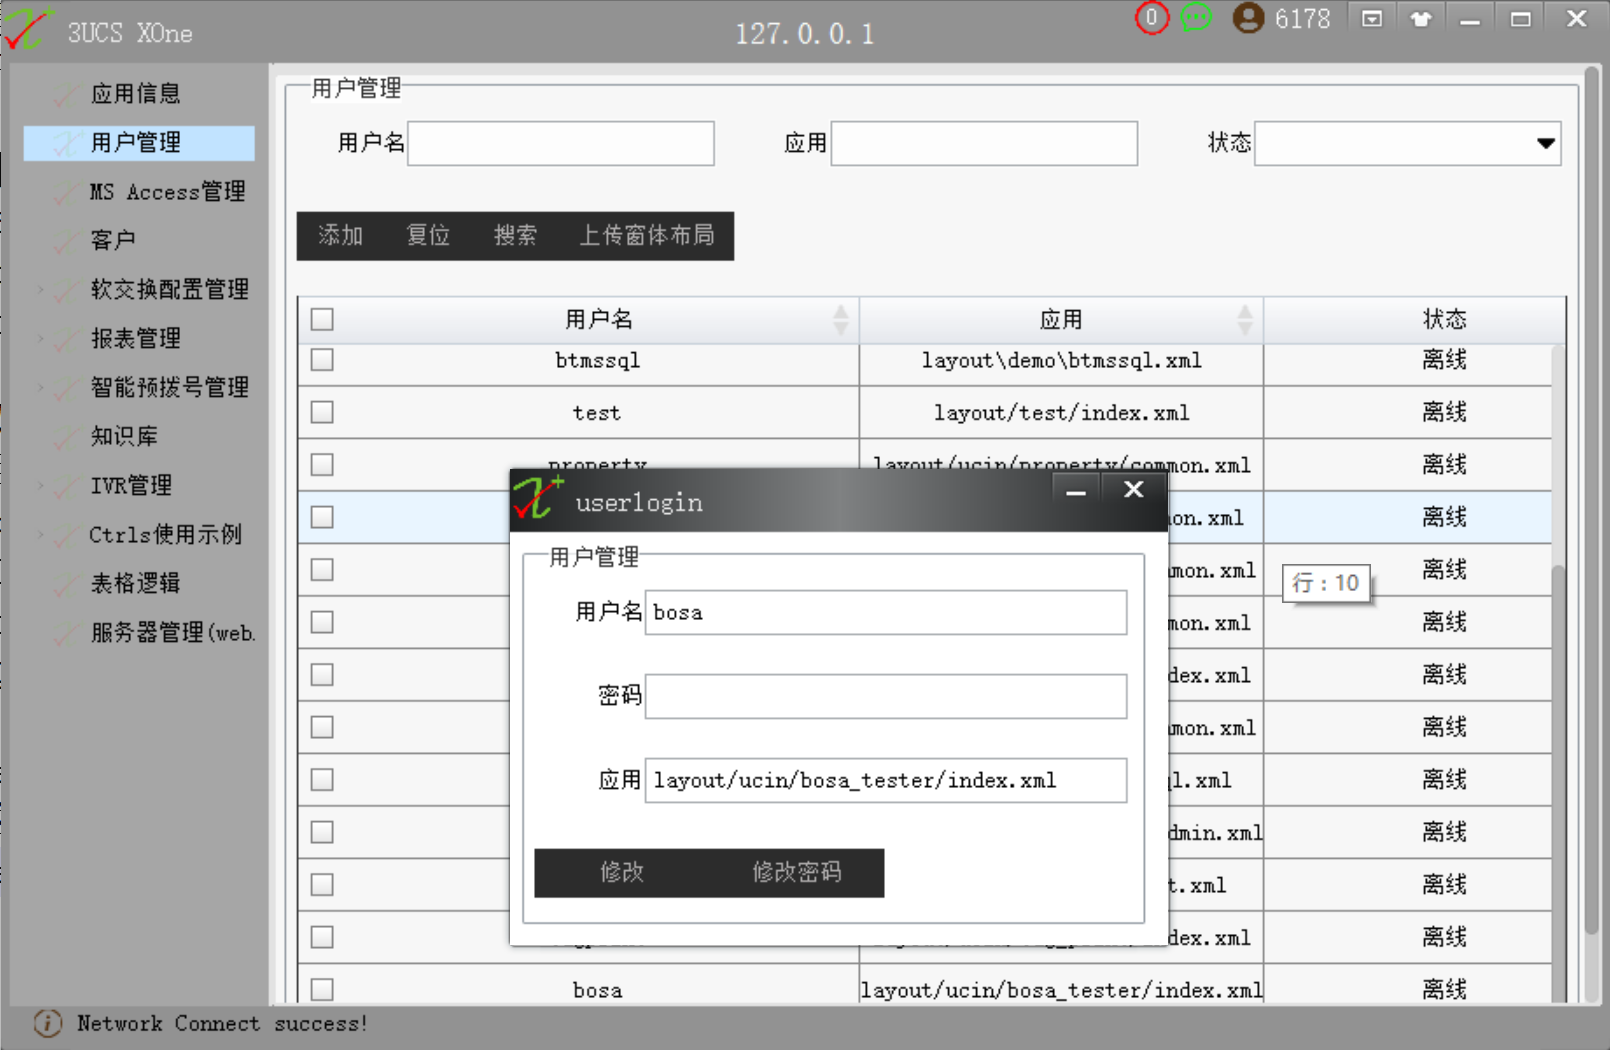 3UCS XOne
127.0.0.1
0
6178
应用信息
用户管理
MS Access管理
客户
软交换配置管理
报表管理
智能预拨号管理
知识库
IVR管理
Ctrls使用示例
表格逻辑
服务器管理(web.
用户管理
用户名
应用
状态
添加 复位 搜索 上传窗体布局
用户名 应用 状态
btmssql layout\demo\btmssql.xml 离线
test layout/test/index.xml 离线
property layout/ucin/property/common.xml 离线
on.xml 离线
mon.xml 离线
行：10
mon.xml 离线
dex.xml 离线
mon.xml 离线
ql.xml 离线
dmin.xml 离线
t.xml 离线
dex.xml 离线
bosa layout/ucin/bosa_tester/index.xml 离线
userlogin
用户管理
用户名 bosa
密码
应用 layout/ucin/bosa_tester/index.xml
修改 修改密码
Network Connect success!